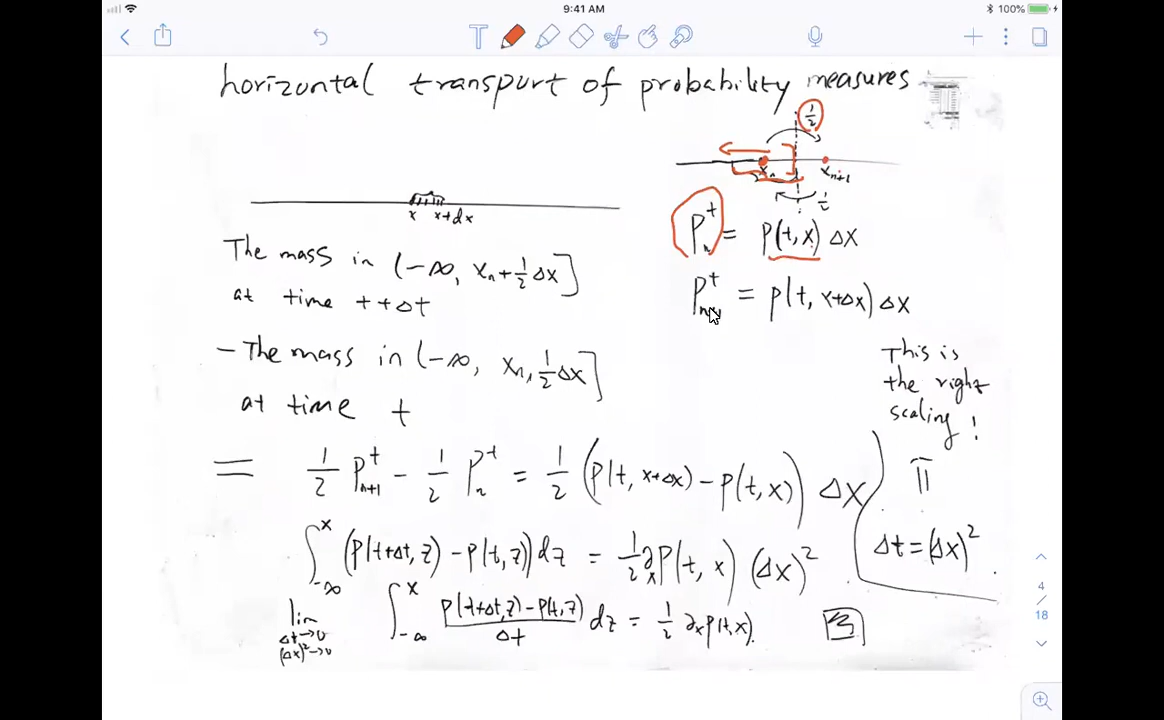 9:41 AM
100%
horizontal transport of probability measures
1/2
x_n x_{n+1}
1/2
x x+dx
P_n^t = p(t,x) Δx
The mass in (-∞, x_n+½Δx]
at time t+Δt
P_{n+1}^t = p(t, x+Δx) Δx
- The mass in (-∞, x_n, ½Δx]
at time t
This is
the right
scaling!
= ½ P_{n+1}^t - ½ P_n^t = ½ (p(t, x+Δx) - p(t, x)) Δx
∫_{-∞}^x (p(t+Δt, z) - p(t, z)) dz = ½ ∂_x p(t, x) (Δx)²
Δt = (Δx)²
lim Δt→0 (Δx)²→0 ∫_{-∞}^x (p(t+Δt, z) - p(t, z))/Δt dz = ½ ∂_x p(t, x).
4
/
18